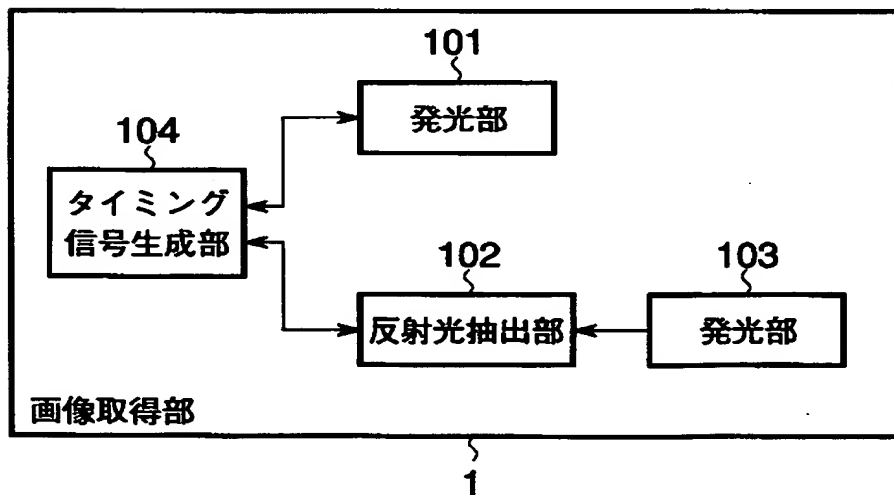 101
発光部
104
タイミング
信号生成部
102
反射光抽出部
103
発光部
画像取得部
1